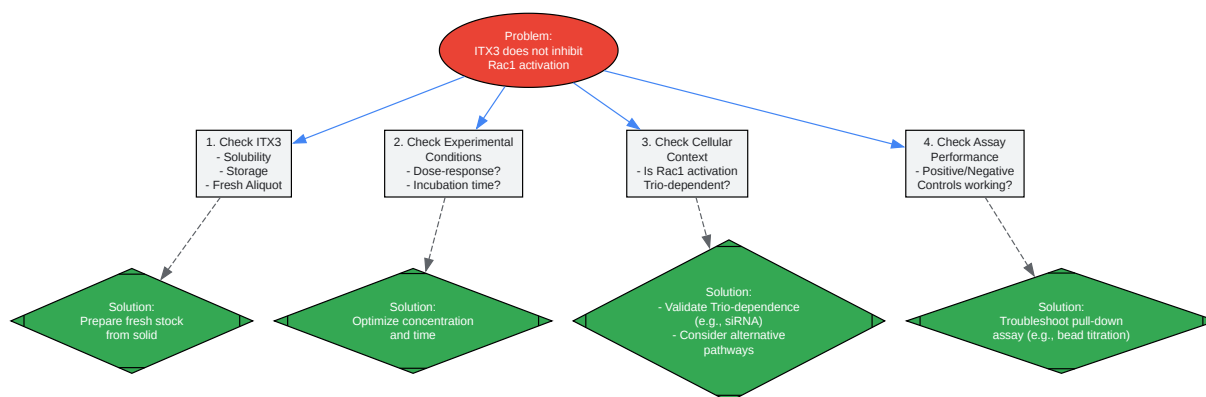 Problem:
ITX3 does not inhibit
Rac1 activation
1. Check ITX3
- Solubility
- Storage
- Fresh Aliquot
2. Check Experimental
Conditions
- Dose-response?
- Incubation time?
3. Check Cellular
Context
- Is Rac1 activation
Trio-dependent?
4. Check Assay
Performance
- Positive/Negative
Controls working?
Solution:
Prepare fresh stock
from solid
Solution:
Optimize concentration
and time
Solution:
- Validate Trio-dependence
(e.g., siRNA)
- Consider alternative
pathways
Solution:
Troubleshoot pull-down
assay (e.g., bead titration)